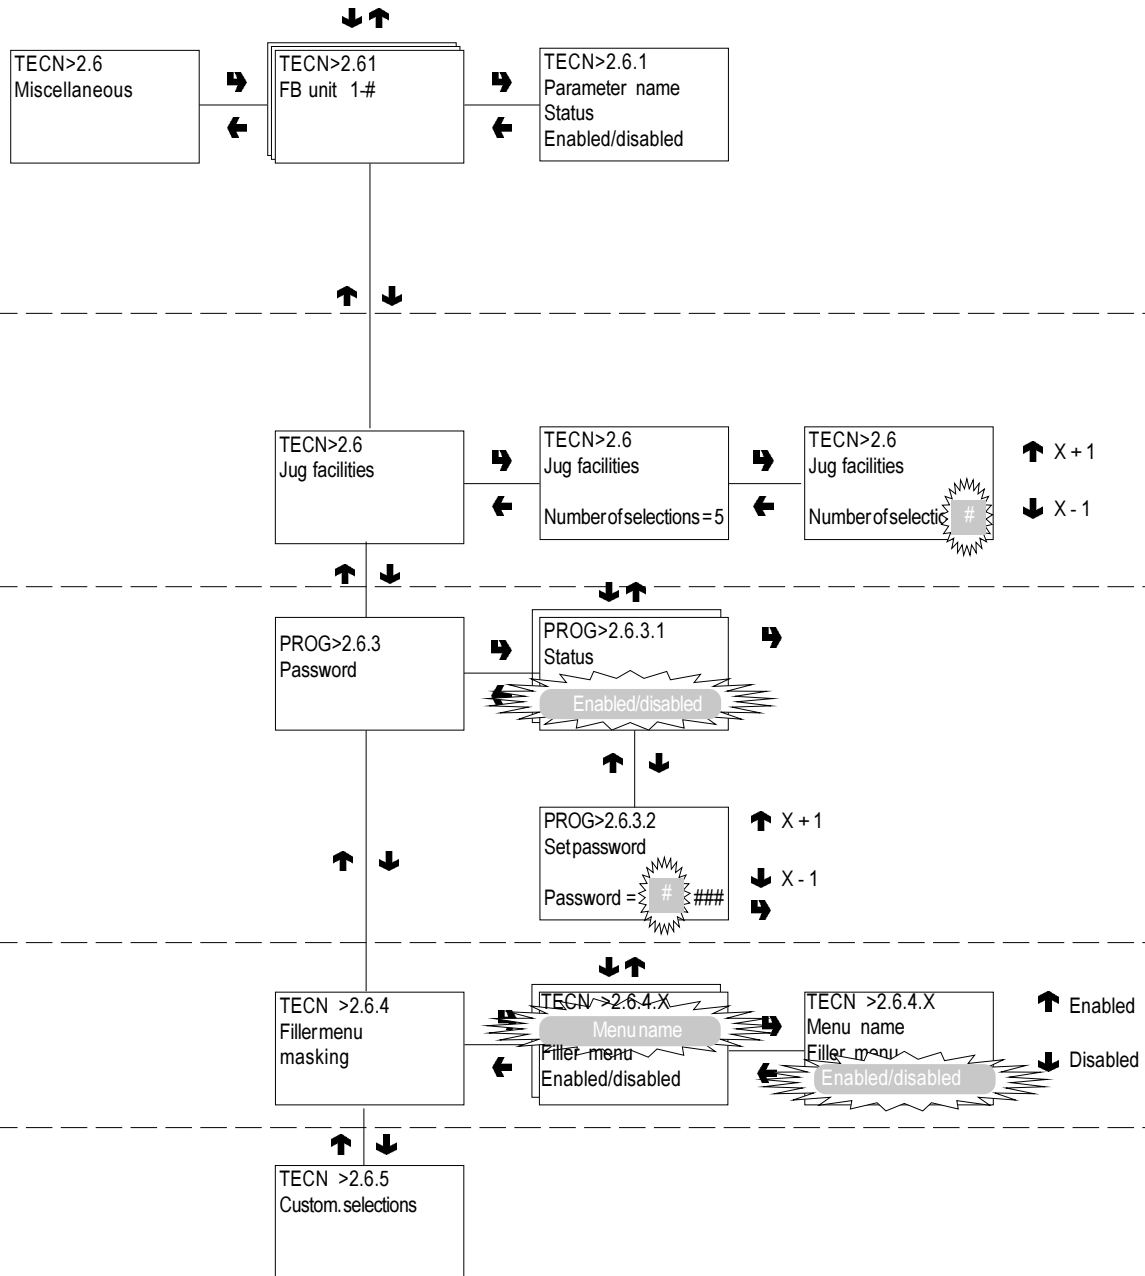 TECN>2.6
Miscellaneous
TECN>2.61
FB unit 1-#
TECN>2.6.1
Parameter name
Status
Enabled/disabled
TECN>2.6
Jug facilities
TECN>2.6
Jug facilities
Number of selections = 5
TECN>2.6
Jug facilities
Number of selectic
#
X + 1
X - 1
PROG>2.6.3
Password
PROG>2.6.3.1
Status
Enabled/disabled
PROG>2.6.3.2
Set password
Password = # ###
X + 1
X - 1
TECN >2.6.4
Filler menu
masking
TECN >2.6.4.X
Menu name
Filler menu
Enabled/disabled
TECN >2.6.4.X
Menu name
Filler menu
Enabled/disabled
Enabled
Disabled
TECN >2.6.5
Custom. selections